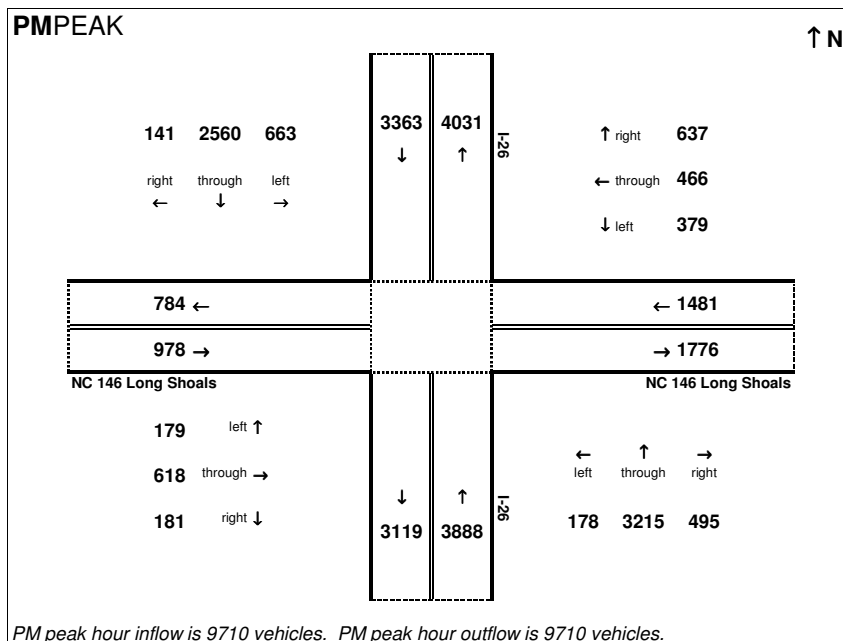 PMPEAK
↑ N
141 2560 663
right through left
← ↓ →
3363 4031
↓ ↑
I-26
↑ right 637
← through 466
↓ left 379
784 ←
← 1481
978 →
→ 1776
NC 146 Long Shoals
NC 146 Long Shoals
179 left ↑
618 through →
181 right ↓
↓ ↑
3119 3888
I-26
← ↑ →
left through right
178 3215 495
PM peak hour inflow is 9710 vehicles. PM peak hour outflow is 9710 vehicles.